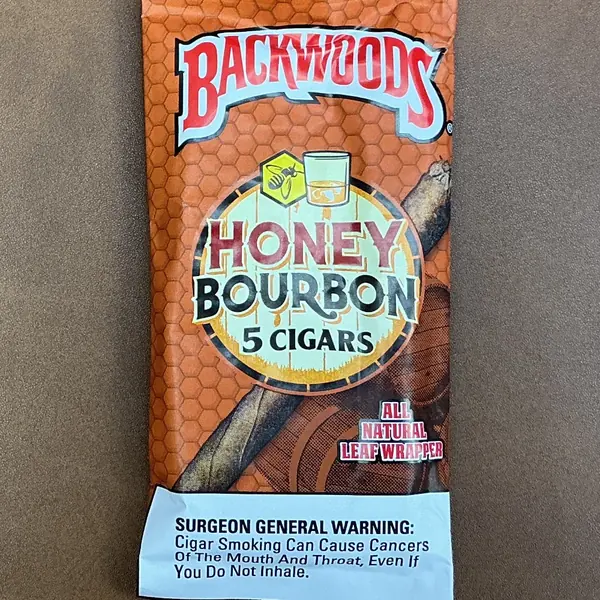 BACKWOODS®
HONEY
BOURBON
5 CIGARS
ALL
NATURAL
LEAF WRAPPER
SURGEON GENERAL WARNING:
Cigar Smoking Can Cause Cancers
Of The Mouth And Throat, Even If
You Do Not Inhale.